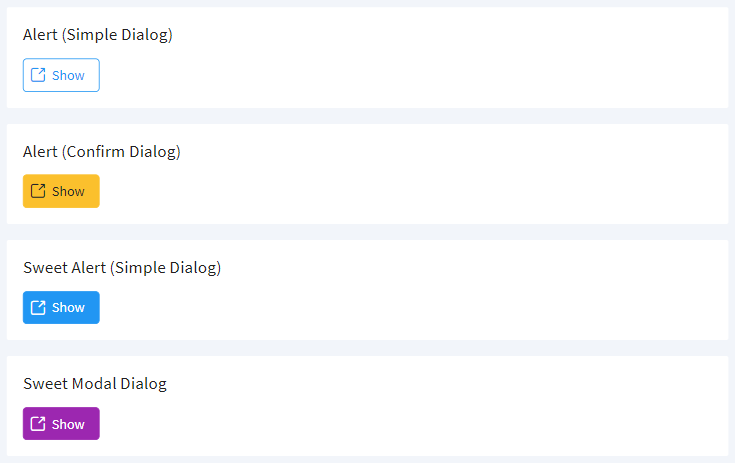 Alert (Simple Dialog)
Show
Alert (Confirm Dialog)
Show
Sweet Alert (Simple Dialog)
Show
Sweet Modal Dialog
Show